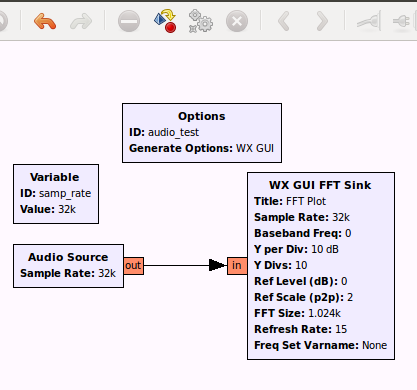 Options
ID: audio_test
Generate Options: WX GUI
Variable
ID: samp_rate
Value: 32k
WX GUI FFT Sink
Title: FFT Plot
Sample Rate: 32k
Baseband Freq: 0
Y per Div: 10 dB
Y Divs: 10
Ref Level (dB): 0
Ref Scale (p2p): 2
FFT Size: 1.024k
Refresh Rate: 15
Freq Set Varname: None
Audio Source
Sample Rate: 32k
out
in